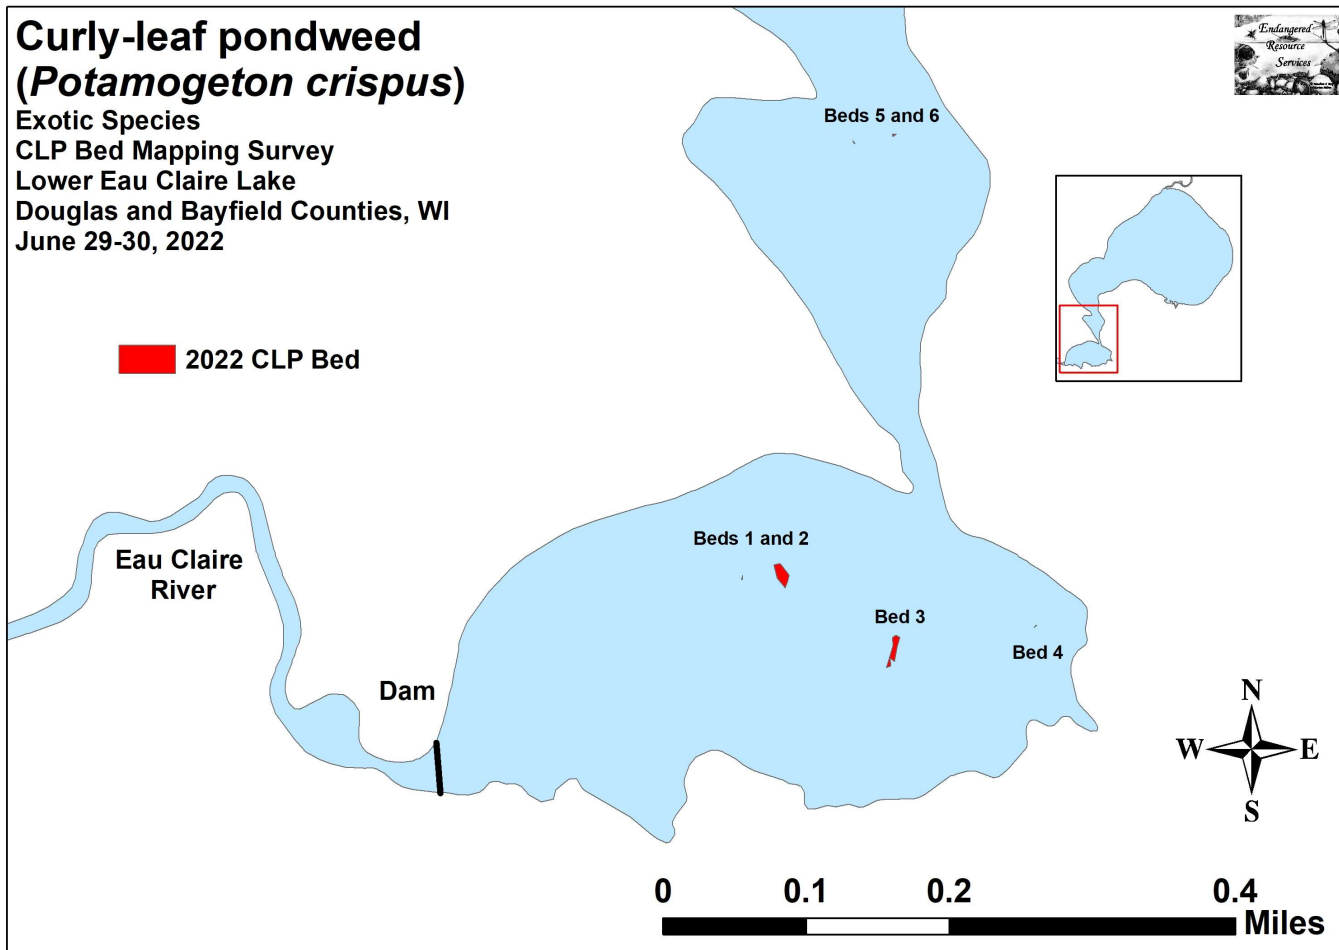 Curly-leaf pondweed
(Potamogeton crispus)
Exotic Species
CLP Bed Mapping Survey
Lower Eau Claire Lake
Douglas and Bayfield Counties, WI
June 29-30, 2022
Endangered
Resource
Services
Beds 5 and 6
2022 CLP Bed
Beds 1 and 2
Eau Claire
River
Bed 3
Bed 4
Dam
N
W E
S
0 0.1 0.2 0.4
Miles